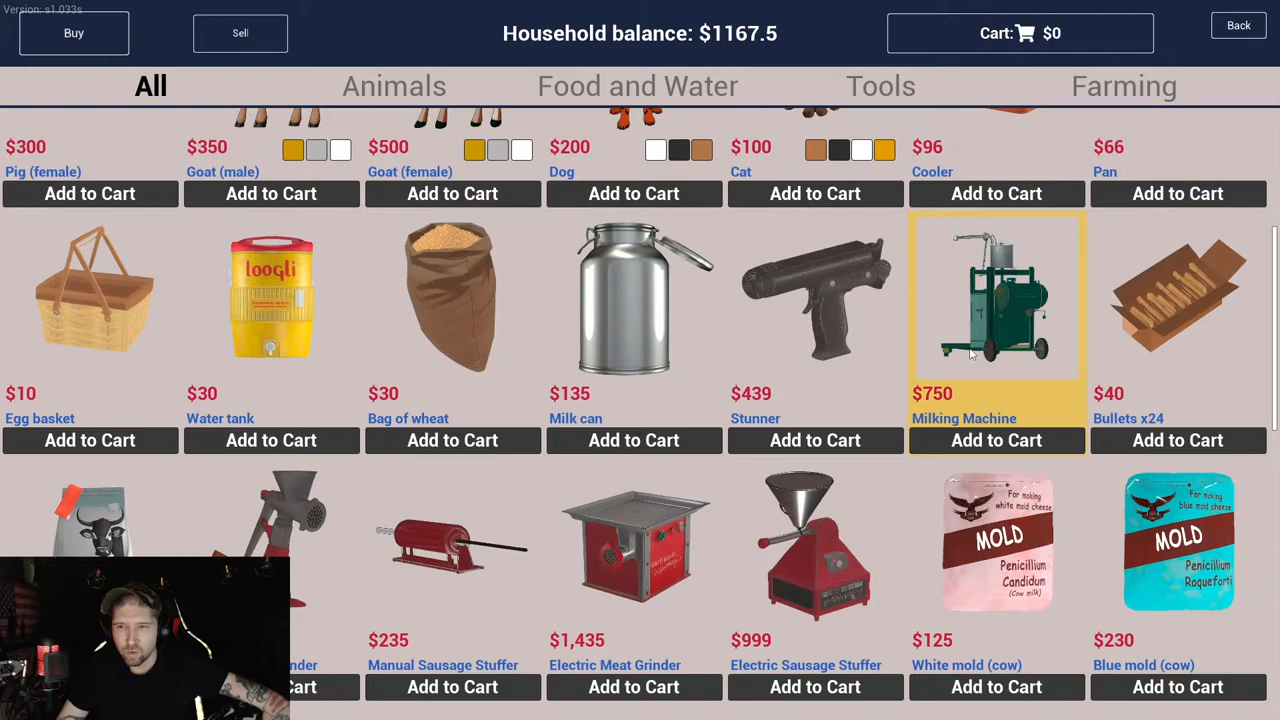 Version: s1.033s
Buy
Sell
Household balance: $1167.5
Cart: $0
Back
All
Animals
Food and Water
Tools
Farming
$300
$350
$500
$200
$100
$96
$66
Pig (female)
Goat (male)
Goat (female)
Dog
Cat
Cooler
Pan
Add to Cart
Add to Cart
Add to Cart
Add to Cart
Add to Cart
Add to Cart
Add to Cart
loogli
$10
$30
$30
$135
$439
$750
$40
Egg basket
Water tank
Bag of wheat
Milk can
Stunner
Milking Machine
Bullets x24
Add to Cart
Add to Cart
Add to Cart
Add to Cart
Add to Cart
Add to Cart
Add to Cart
For making
white mold cheese
MOLD
Penicillium
Candidum
(Cow milk)
For making
blue mold cheese
MOLD
Penicillium
Roqueforti
$235
$1,435
$999
$125
$230
Manual Sausage Stuffer
Electric Meat Grinder
Electric Sausage Stuffer
White mold (cow)
Blue mold (cow)
Cart
Add to Cart
Add to Cart
Add to Cart
Add to Cart
Add to Cart